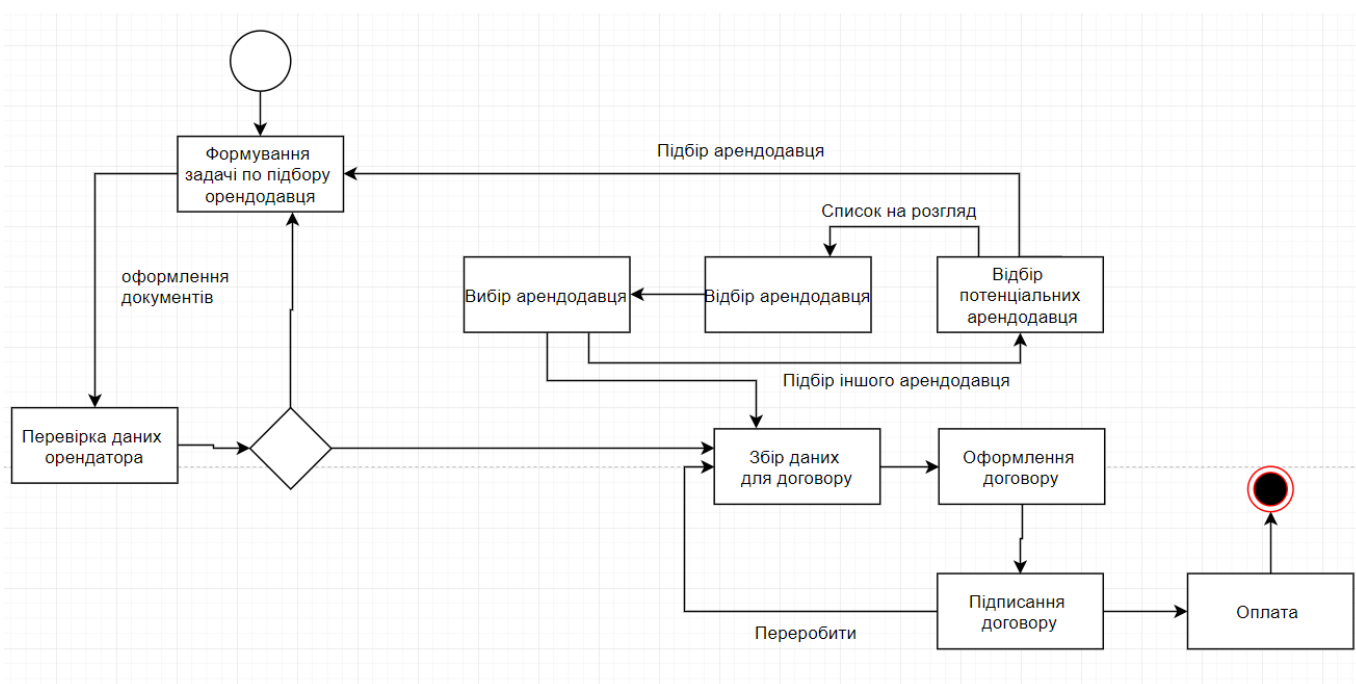 Формування
задачі по підбору
орендодавця
Підбір арендодавця
Список на розгляд
оформлення
документів
Вибір арендодавця
Відбір арендодавця
Відбір
потенціальних
арендодавця
Підбір іншого арендодавця
Перевірка даних
орендатора
Збір даних
для договору
Оформлення
договору
Підписання
договору
Оплата
Переробити